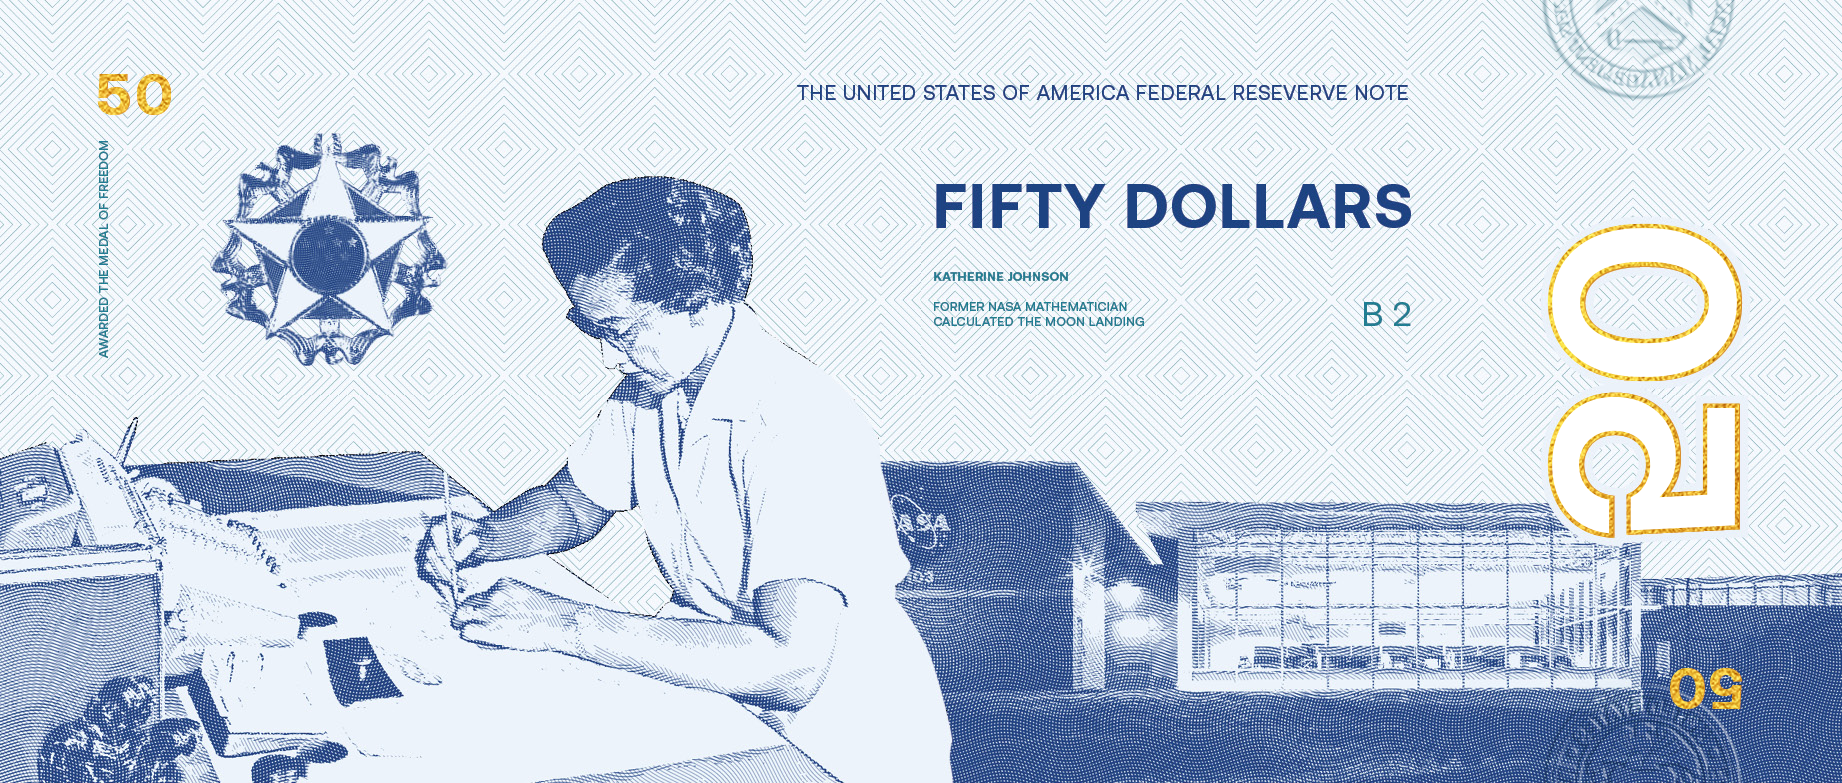 50
AWARDED THE MEDAL OF FREEDOM
THE UNITED STATES OF AMERICA FEDERAL RESEVERVE NOTE
FIFTY DOLLARS
KATHERINE JOHNSON
FORMER NASA MATHEMATICIAN
CALCULATED THE MOON LANDING
B 2
50
ASA
50